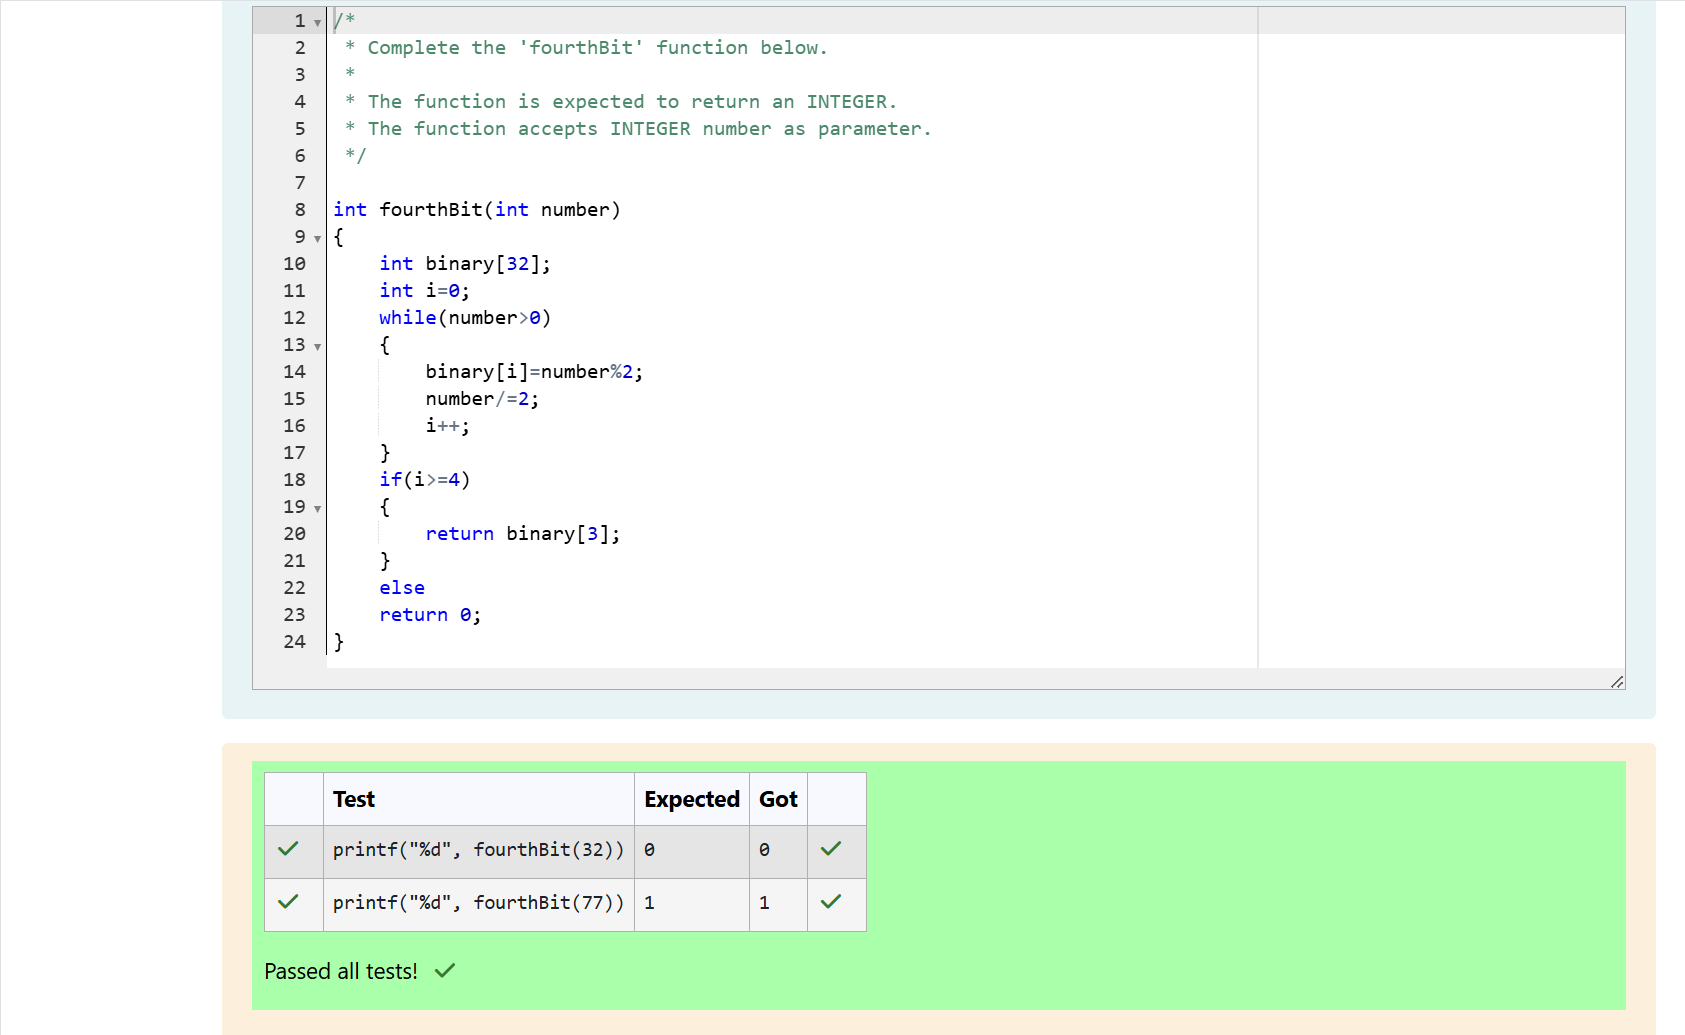 1 /*
2  * Complete the 'fourthBit' function below.
3  *
4  * The function is expected to return an INTEGER.
5  * The function accepts INTEGER number as parameter.
6  */
7
8 int fourthBit(int number)
9 {
10     int binary[32];
11     int i=0;
12     while(number>0)
13     {
14         binary[i]=number%2;
15         number/=2;
16         i++;
17     }
18     if(i>=4)
19     {
20         return binary[3];
21     }
22     else
23     return 0;
24 }
Test Expected Got
printf("%d", fourthBit(32)) 0 0
printf("%d", fourthBit(77)) 1 1
Passed all tests!